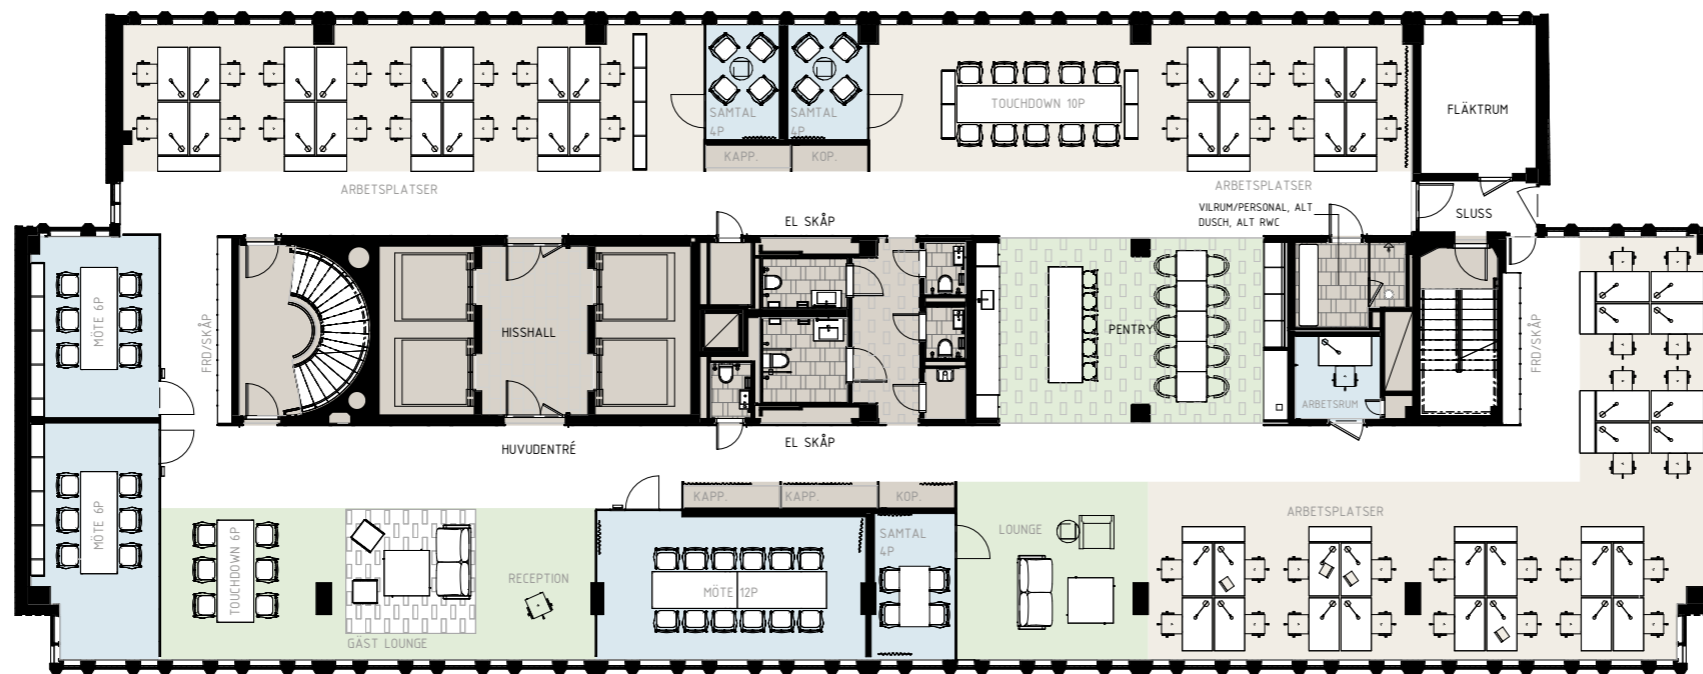 SAMTAL
4P
SAMTAL
4P
TOUCHDOWN 10P
FLÄKTRUM
KAPP.
KOP.
ARBETSPLATSER
ARBETSPLATSER
VILRUM/PERSONAL, ALT
DUSCH, ALT RWC
SLUSS
EL SKÅP
MÖTE 6P
FRD/SKÅP
HISSHALL
PENTRY
FRD/SKÅP
ARBETSRUM
HUVUDENTRÉ
EL SKÅP
MÖTE 6P
KAPP.
KAPP.
KOP.
TOUCHDOWN 6P
GÄST LOUNGE
RECEPTION
MÖTE 12P
SAMTAL
4P
LOUNGE
ARBETSPLATSER